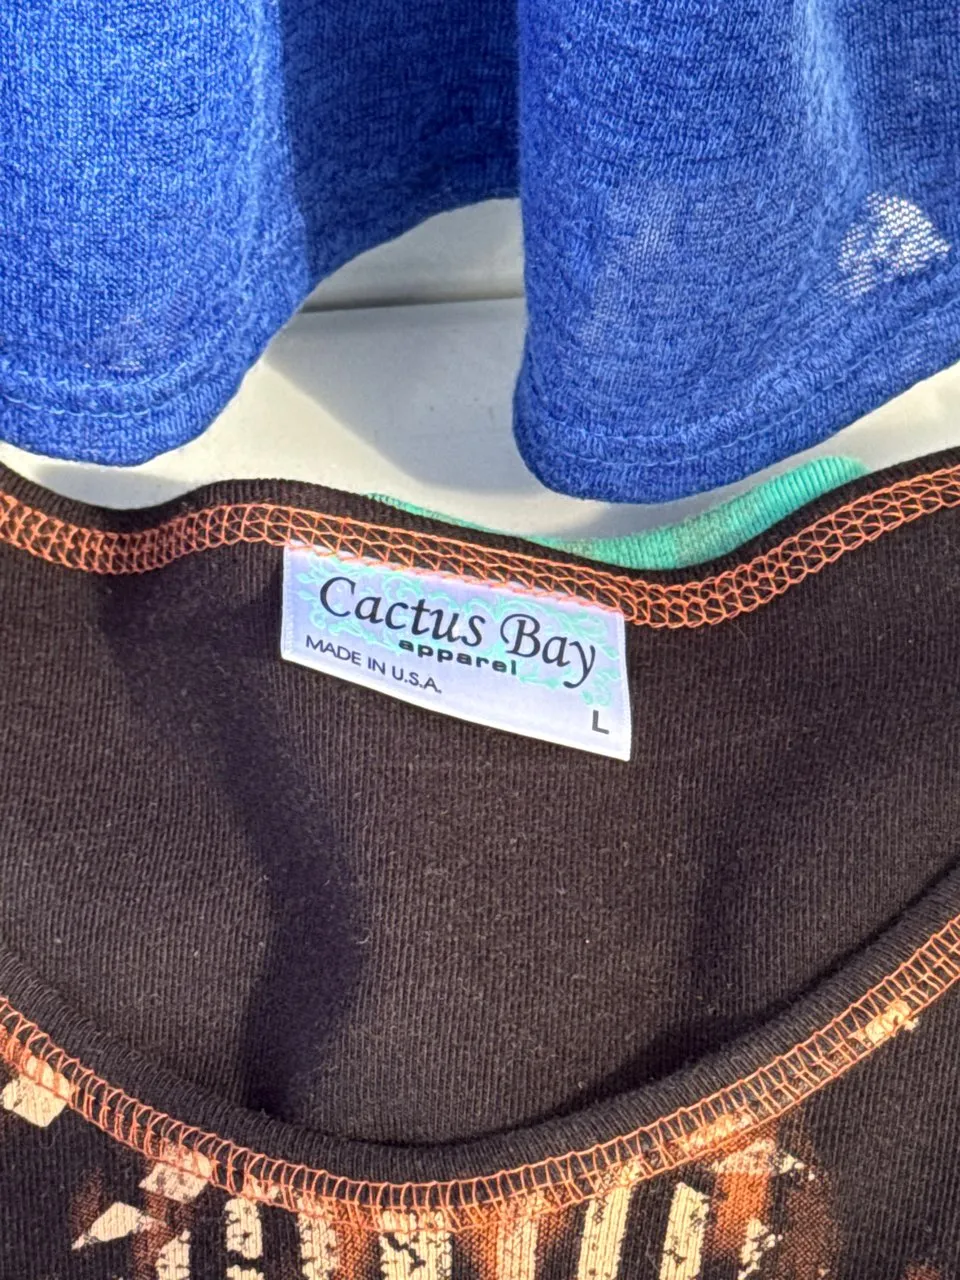 Cactus Bay
apparel
MADE IN U.S.A.
L